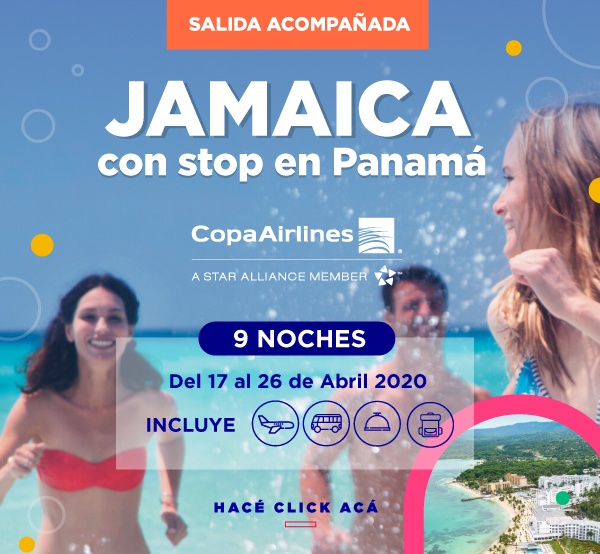 SALIDA ACOMPAÑADA
JAMAICA
con stop en Panamá
CopaAirlines
A STAR ALLIANCE MEMBER
9 NOCHES
Del 17 al 26 de Abril 2020
INCLUYE
HACÉ CLICK ACÁ